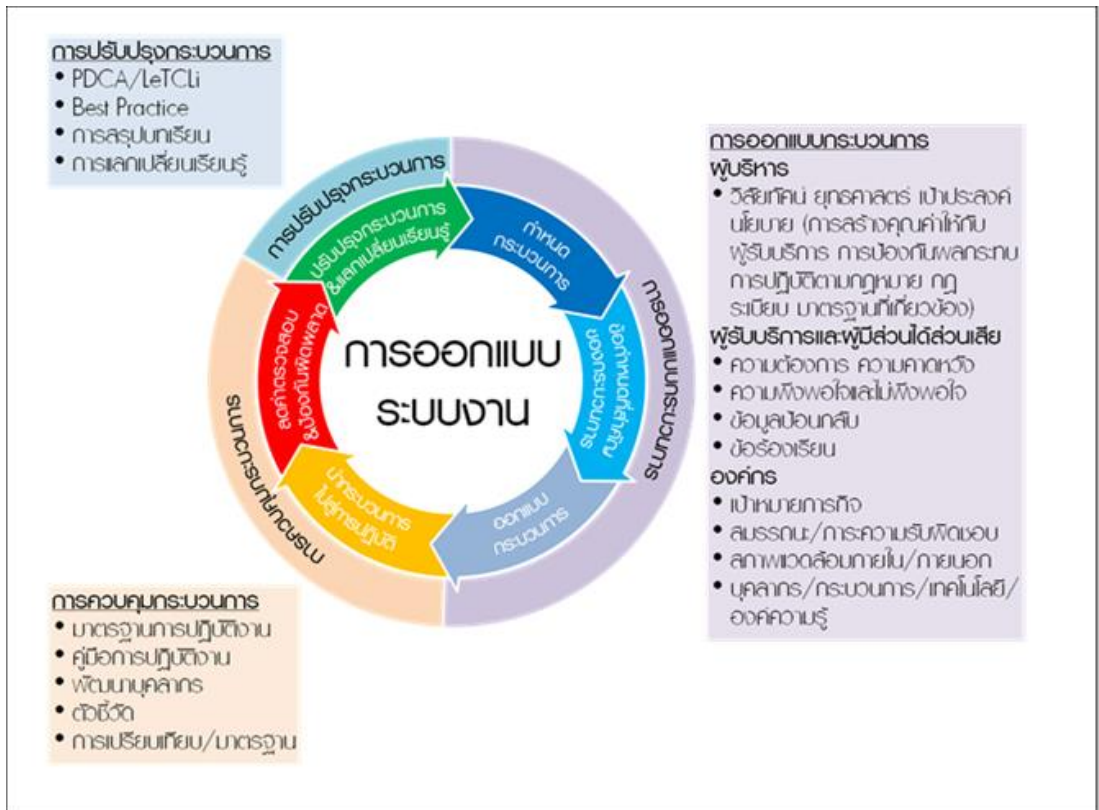 การปรับปรุงกระบวนการ
• PDCA/LeTCLi
• Best Practice
• การสรุปบทเรียน
• การแลกเปลี่ยนเรียนรู้
การออกแบบกระบวนการ
ผู้บริหาร
• วิสัยทัศน์ ยุทธศาสตร์ เป้าประสงค์
นโยบาย (การสร้างคุณค่าให้กับ
ผู้รับบริการ การป้องกันผลกระทบ
การปฏิบัติตามกฎหมาย กฎ
ระเบียบ มาตรฐานที่เกี่ยวข้อง)
ผู้รับบริการและผู้มีส่วนได้ส่วนเสีย
• ความต้องการ ความคาดหวัง
• ความพึงพอใจและไม่พึงพอใจ
• ข้อมูลป้อนกลับ
• ข้อร้องเรียน
องค์กร
• เป้าหมายภารกิจ
• สมรรถนะ/ภาระความรับผิดชอบ
• สภาพแวดล้อมภายใน/ภายนอก
• บุคลากร/กระบวนการ/เทคโนโลยี/
องค์ความรู้
การปรับปรุงกระบวนการ
การออกแบบกระบวนการ
การควบคุมกระบวนการ
กำหนด
กระบวนการ
ข้อกำหนดที่สำคัญ
ของกระบวนการ
ออกแบบ
กระบวนการ
นำกระบวนการ
ไปสู่การปฏิบัติ
ลดค่าตรวจสอบ
&ป้องกันผิดพลาด
ปรับปรุงกระบวนการ
&แลกเปลี่ยนเรียนรู้
การออกแบบ
ระบบงาน
การควบคุมกระบวนการ
• มาตรฐานการปฏิบัติงาน
• คู่มือการปฏิบัติงาน
• พัฒนาบุคลากร
• ตัวชี้วัด
• การเปรียบเทียบ/มาตรฐาน